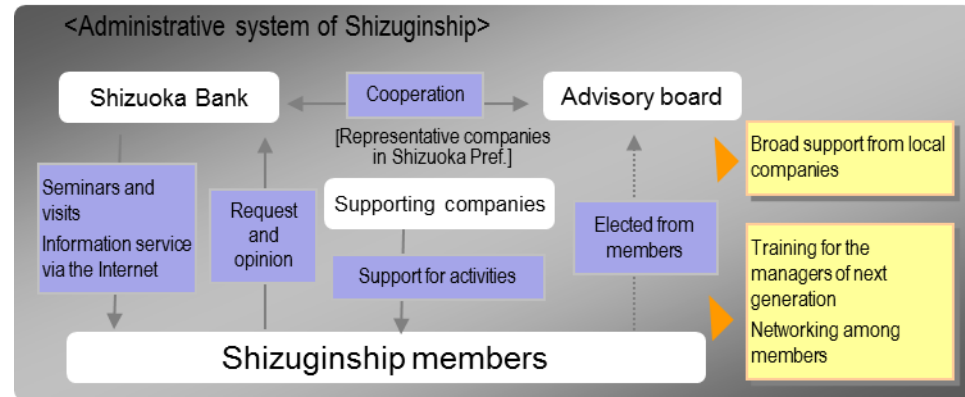 <Administrative system of Shizuginship>
Shizuoka Bank
Cooperation
Advisory board
[Representative companies
in Shizuoka Pref.]
Broad support from local
companies
Seminars and
visits
Information service
via the Internet
Request
and
opinion
Supporting companies
Elected from
members
Support for activities
Training for the
managers of next
generation
Networking among
members
Shizuginship members